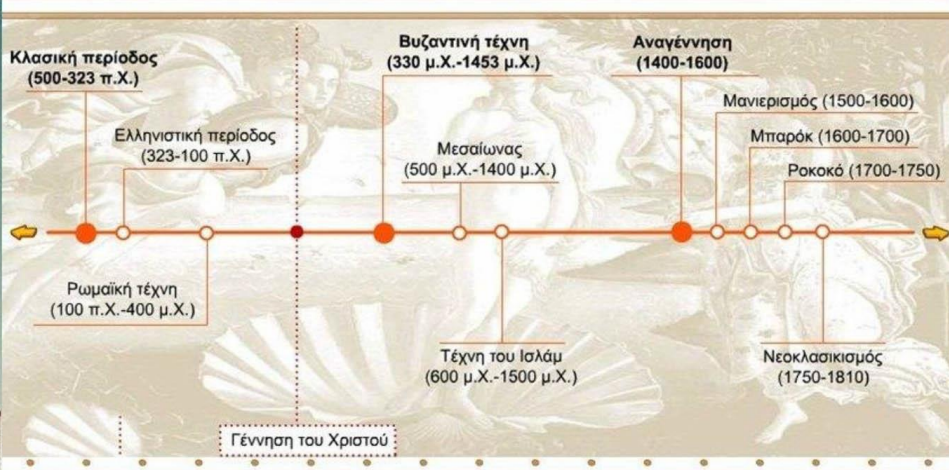 Κλασική περίοδος
(500-323 π.Χ.)
Ελληνιστική περίοδος
(323-100 π.Χ.)
Ρωμαϊκή τέχνη
(100 π.Χ.-400 μ.Χ.)
Γέννηση του Χριστού
Βυζαντινή τέχνη
(330 μ.Χ.-1453 μ.Χ.)
Μεσαίωνας
(500 μ.Χ.-1400 μ.Χ.)
Τέχνη του Ισλάμ
(600 μ.Χ.-1500 μ.Χ.)
Αναγέννηση
(1400-1600)
Μανιερισμός (1500-1600)
Μπαρόκ (1600-1700)
Ροκοκό (1700-1750)
Νεοκλασικισμός
(1750-1810)